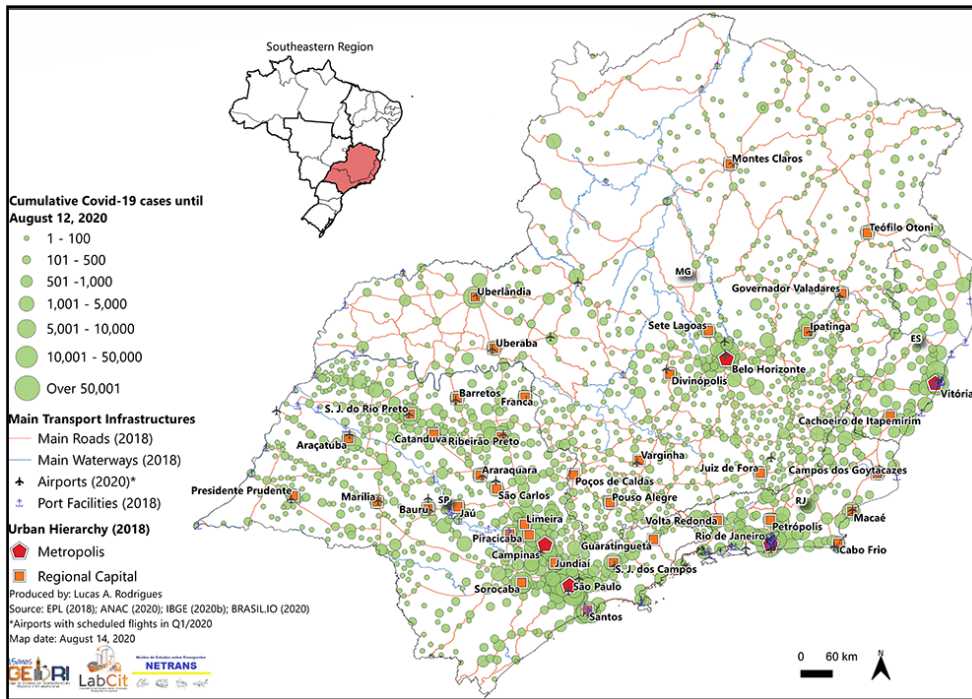 Southeastern Region
Cumulative Covid-19 cases until
August 12, 2020
1 - 100
101 - 500
501 -1,000
1,001 - 5,000
5,001 - 10,000
10,001 - 50,000
Over 50,001
Main Transport Infrastructures
Main Roads (2018)
Main Waterways (2018)
Airports (2020)*
Port Facilities (2018)
Urban Hierarchy (2018)
Metropolis
Regional Capital
Produced by: Lucas A. Rodrigues
Source: EPL (2018); ANAC (2020); IBGE (2020b); BRASIL.IO (2020)
*Airports with scheduled flights in Q1/2020
Map date: August 14, 2020
LabCit
NETRANS
Montes Claros
Teófilo Otoni
MG
Governador Valadares
Uberlândia
Sete Lagoas
Ipatinga
ES
Uberaba
Belo Horizonte
Divinópolis
Vitória
Barretos
Franca
S. J. do Rio Preto
Cachoeiro de Itapemirim
Araçatuba
Catanduva
Ribeirão Preto
Varginha
Juiz de Fora
Campos dos Goytacazes
Araraquara
Poços de Caldas
Presidente Prudente
São Carlos
Marília
SP
Pouso Alegre
RJ
Bauru
Jaú
Limeira
Volta Redonda
Petrópolis
Macaé
Piracicaba
Rio de Janeiro
Guaratinguetá
Campinas
Cabo Frio
Jundiaí
S. J. dos Campos
Sorocaba
São Paulo
Santos
0 60 km
N